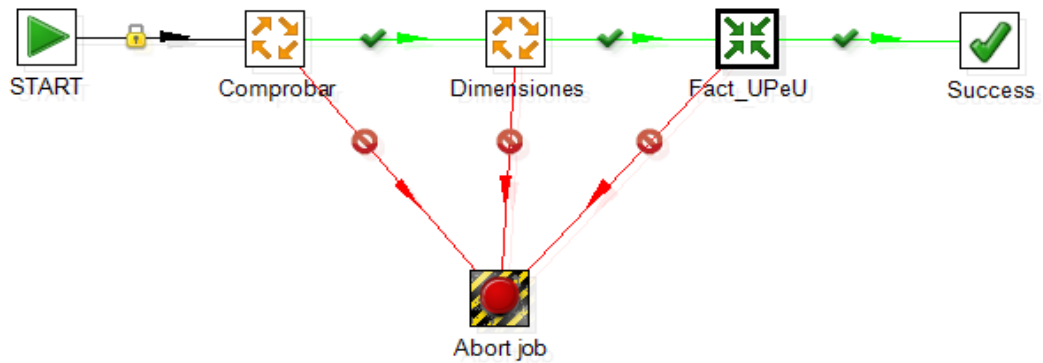 START
Comprobar
Dimensiones
Fact_UPeU
Success
Abort job